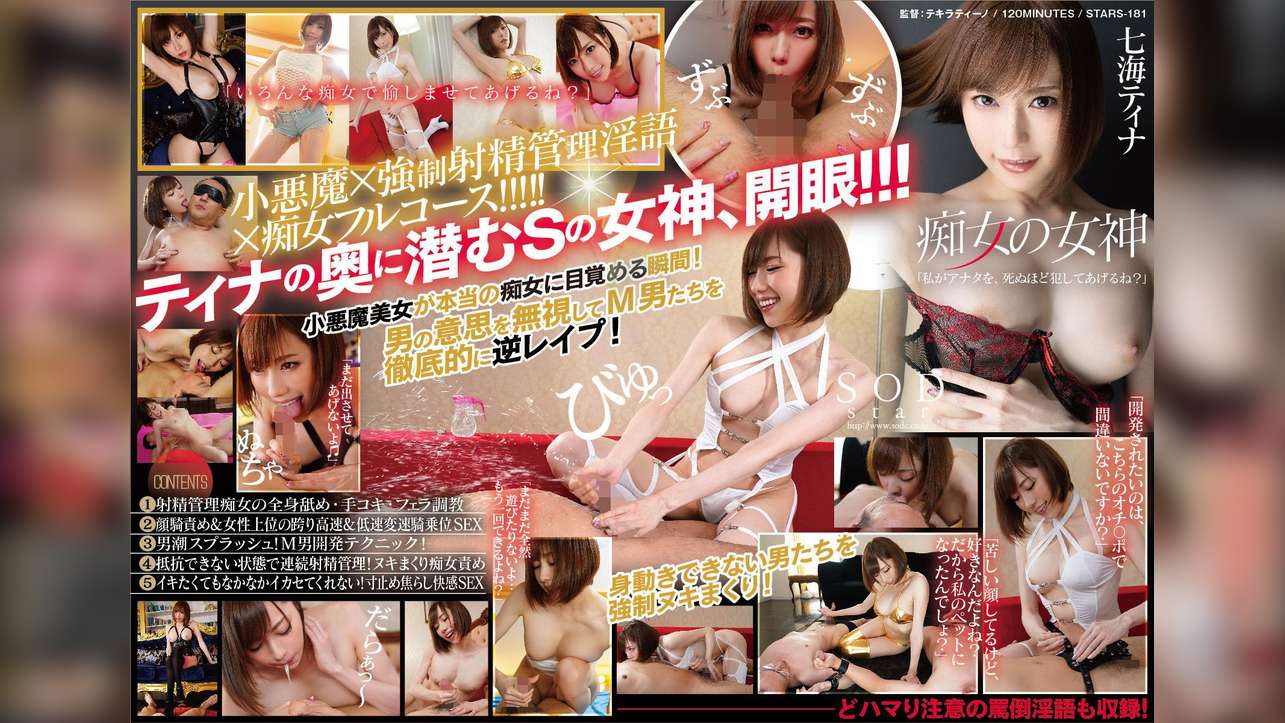 監督：テキーラティーノ / 120MINUTES / STARS-181
七海ティナ
「いろんな痴女で愉しませてあげるね？」
ずぶ
ずぶ
小悪魔×強制射精管理淫語
×痴女フルコース!!!!!
ティナの奥に潜むSの女神、開眼!!!
小悪魔美女が本当の痴女に目覚める瞬間！
男の意思を無視してM男たちを
徹底的に逆レイプ！
痴女の女神
「私がアナタを、死ぬほど犯してあげるね？」
びゅっ
SOD
star
「まだ出させて
あげないよ♫」
ぬちゃ
CONTENTS
①射精管理痴女の全身舐め・手コキ・フェラ調教
②顔騎責め&女性上位の跨り高速&低速変速騎乗位SEX
③男潮スプラッシュ！M男開発テクニック！
④抵抗できない状態で連続射精管理！ヌキまくり痴女責め
⑤イキたくてもなかなかイカセてくれない！寸止め焦らし快感SEX
まだまだ全然
遊びたりないよ…
もう一回できるよね？
「開発されたいのは、
こちらのオチ○ポで
間違いないですか？」
「苦しい顔してるけど、
好きなんだよね？
だから私のペットに
なったんでしょ？」
身動きできない男たちを
強制ヌキまくり！
だらぁっ〜
どハマり注意の罵倒淫語も収録！